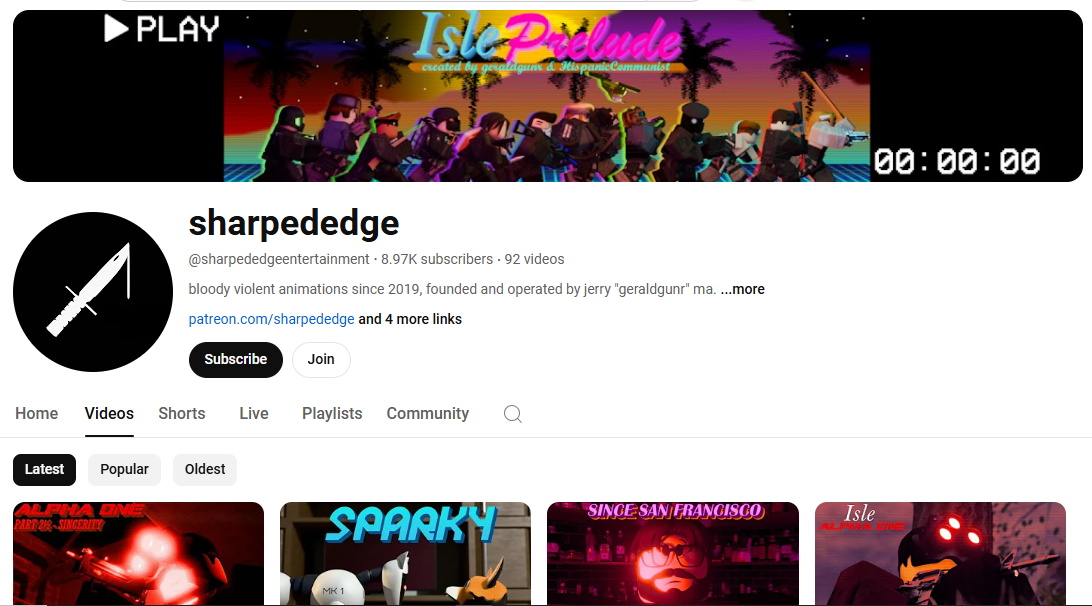 PLAY
Isle Prelude
created by geraldgunr & HispanicCommunist
00:00:00
sharpededge
@sharpededgeentertainment · 8.97K subscribers · 92 videos
bloody violent animations since 2019, founded and operated by jerry "geraldgunr" ma. ...more
patreon.com/sharpededge and 4 more links
Subscribe Join
Home Videos Shorts Live Playlists Community
Latest Popular Oldest
ALPHA ONE
PART 2½ - SINCERITY
SPARKY
MK 1
SINCE SAN FRANCISCO
Isle
ALPHA ONE